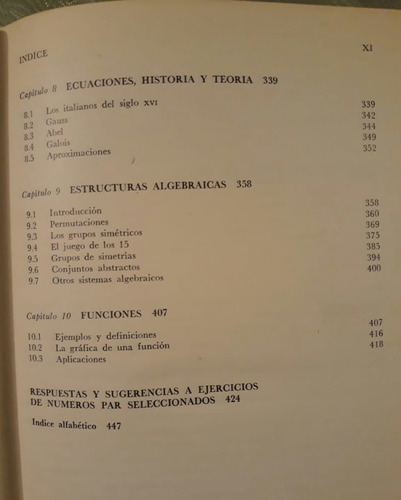 INDICE XI
Capítulo 8 ECUACIONES, HISTORIA Y TEORIA 339
8.1 Los italianos del siglo XVI 339
8.2 Gauss 342
8.3 Abel 344
8.4 Galois 349
8.5 Aproximaciones 352
Capítulo 9 ESTRUCTURAS ALGEBRAICAS 358
9.1 Introducción 358
9.2 Permutaciones 360
9.3 Los grupos simétricos 369
9.4 El juego de los 15 375
9.5 Grupos de simetrías 385
9.6 Conjuntos abstractos 394
9.7 Otros sistemas algebraicos 400
Capítulo 10 FUNCIONES 407
10.1 Ejemplos y definiciones 407
10.2 La gráfica de una función 416
10.3 Aplicaciones 418
RESPUESTAS Y SUGERENCIAS A EJERCICIOS
DE NUMEROS PAR SELECCIONADOS 424
Indice alfabético 447